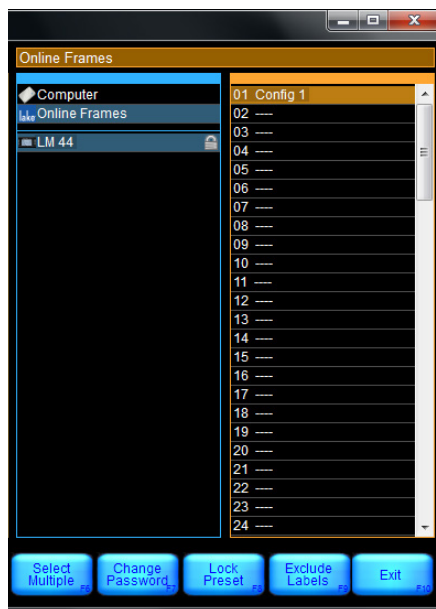 Online Frames
Computer
lake Online Frames
LM 44
01 Config 1
02 ----
03 ----
04 ----
05 ----
06 ----
07 ----
08 ----
09 ----
10 ----
11 ----
12 ----
13 ----
14 ----
15 ----
16 ----
17 ----
18 ----
19 ----
20 ----
21 ----
22 ----
23 ----
24 ----
Select
Multiple F6
Change
Password F7
Lock
Preset F8
Exclude
Labels F9
Exit F10